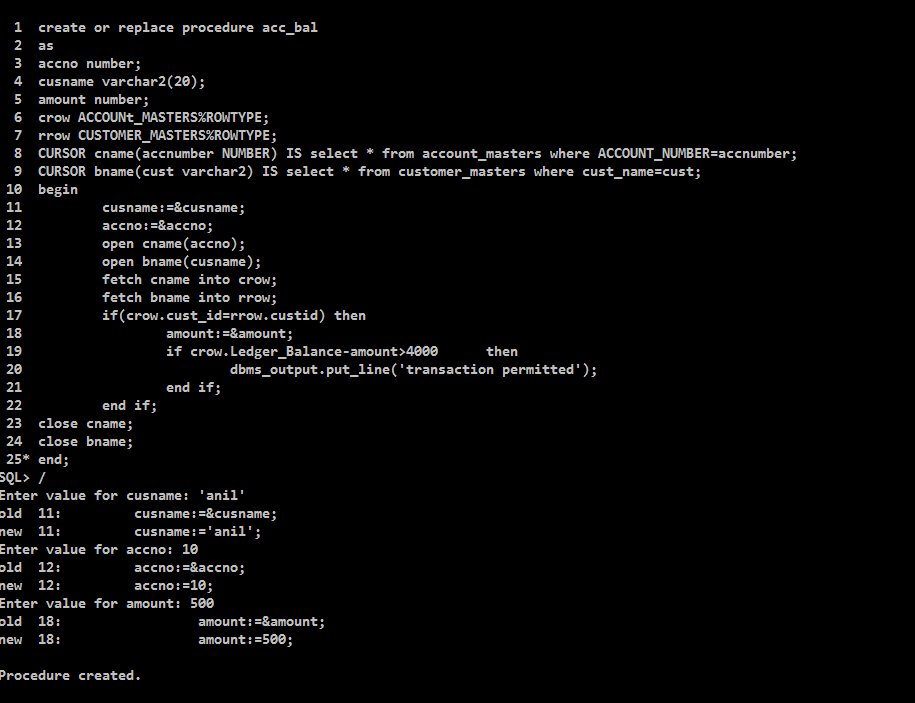 1  create or replace procedure acc_bal
2  as
3  accno number;
4  cusname varchar2(20);
5  amount number;
6  crow ACCOUNt_MASTERS%ROWTYPE;
7  rrow CUSTOMER_MASTERS%ROWTYPE;
8  CURSOR cname(accnumber NUMBER) IS select * from account_masters where ACCOUNT_NUMBER=accnumber;
9  CURSOR bname(cust varchar2) IS select * from customer_masters where cust_name=cust;
10  begin
11          cusname:=&cusname;
12          accno:=&accno;
13          open cname(accno);
14          open bname(cusname);
15          fetch cname into crow;
16          fetch bname into rrow;
17          if(crow.cust_id=rrow.custid) then
18                  amount:=&amount;
19                  if crow.Ledger_Balance-amount>4000      then
20                          dbms_output.put_line('transaction permitted');
21                  end if;
22          end if;
23  close cname;
24  close bname;
25* end;
SQL> /
Enter value for cusname: 'anil'
old  11:         cusname:=&cusname;
new  11:         cusname:='anil';
Enter value for accno: 10
old  12:         accno:=&accno;
new  12:         accno:=10;
Enter value for amount: 500
old  18:                 amount:=&amount;
new  18:                 amount:=500;
Procedure created.